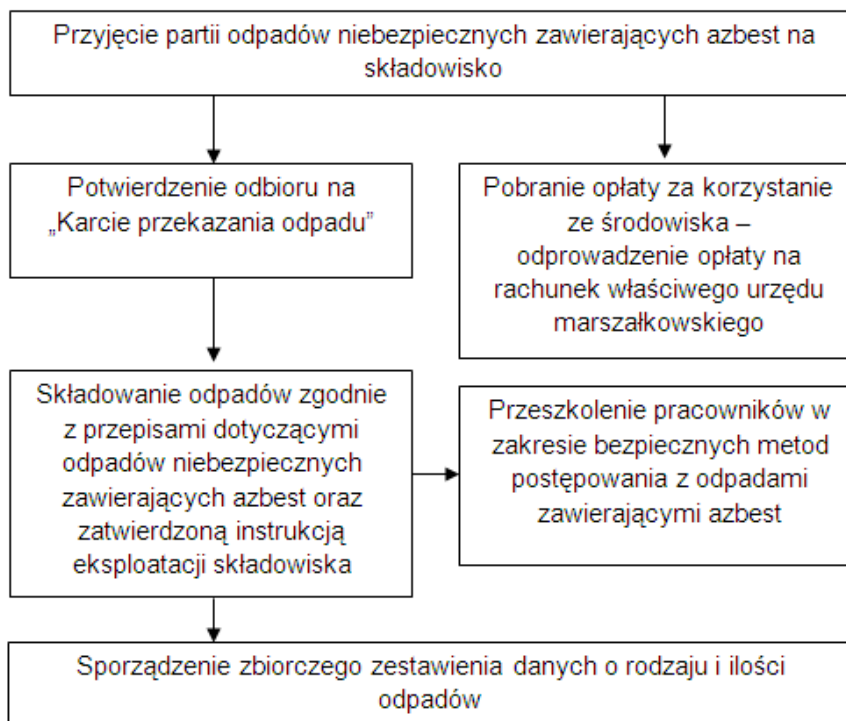 Przyjęcie partii odpadów niebezpiecznych zawierających azbest na
składowisko
Potwierdzenie odbioru na
„Karcie przekazania odpadu”
Pobranie opłaty za korzystanie
ze środowiska –
odprowadzenie opłaty na
rachunek właściwego urzędu
marszałkowskiego
Składowanie odpadów zgodnie
z przepisami dotyczącymi
odpadów niebezpiecznych
zawierających azbest oraz
zatwierdzoną instrukcją
eksploatacji składowiska
Przeszkolenie pracowników w
zakresie bezpiecznych metod
postępowania z odpadami
zawierającymi azbest
Sporządzenie zbiorczego zestawienia danych o rodzaju i ilości
odpadów